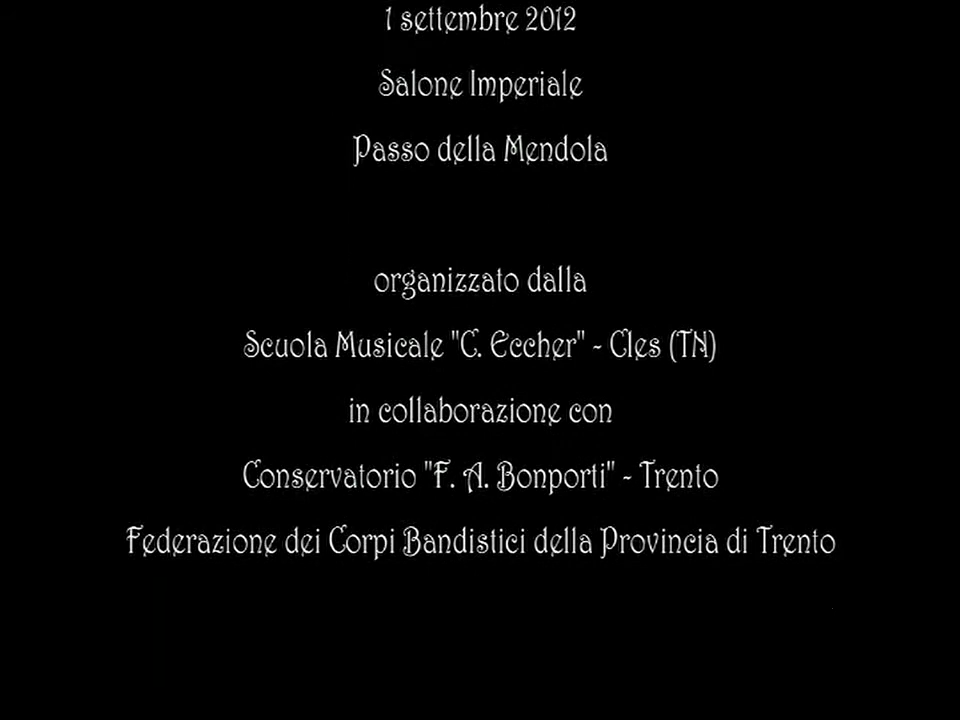 1 settembre 2012
Salone Imperiale
Passo della Mendola
organizzato dalla
Scuola Musicale "C. Eccher" - Cles (TN)
in collaborazione con
Conservatorio "F. A. Bonporti" - Trento
Federazione dei Corpi Bandistici della Provincia di Trento